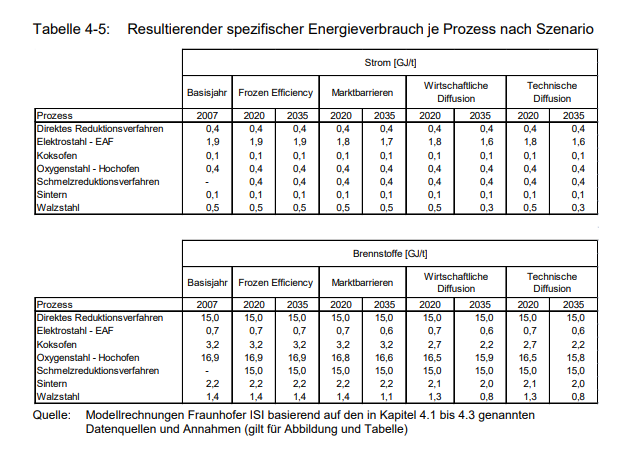 Tabelle 4-5: Resultierender spezifischer Energieverbrauch je Prozess nach Szenario
Strom [GJ/t]
Basisjahr Frozen Efficiency Marktbarrieren Wirtschaftliche Diffusion Technische Diffusion
Prozess 2007 2020 2035 2020 2035 2020 2035 2020 2035
Direktes Reduktionsverfahren 0,4 0,4 0,4 0,4 0,4 0,4 0,4 0,4 0,4
Elektrostahl - EAF 1,9 1,9 1,9 1,8 1,7 1,8 1,6 1,8 1,6
Koksofen 0,1 0,1 0,1 0,1 0,1 0,1 0,1 0,1 0,1
Oxygenstahl - Hochofen 0,4 0,4 0,4 0,4 0,4 0,4 0,4 0,4 0,4
Schmelzreduktionsverfahren - 0,4 0,4 0,4 0,4 0,4 0,4 0,4 0,4
Sintern 0,1 0,1 0,1 0,1 0,1 0,1 0,1 0,1 0,1
Walzstahl 0,5 0,5 0,5 0,5 0,5 0,5 0,3 0,5 0,3
Brennstoffe [GJ/t]
Basisjahr Frozen Efficiency Marktbarrieren Wirtschaftliche Diffusion Technische Diffusion
Prozess 2007 2020 2035 2020 2035 2020 2035 2020 2035
Direktes Reduktionsverfahren 15,0 15,0 15,0 15,0 15,0 15,0 15,0 15,0 15,0
Elektrostahl - EAF 0,7 0,7 0,7 0,7 0,6 0,7 0,6 0,7 0,6
Koksofen 3,2 3,2 3,2 3,2 3,2 2,7 2,2 2,7 2,2
Oxygenstahl - Hochofen 16,9 16,9 16,9 16,8 16,6 16,5 15,9 16,5 15,8
Schmelzreduktionsverfahren - 15,0 15,0 15,0 15,0 15,0 15,0 15,0 15,0
Sintern 2,2 2,2 2,2 2,2 2,2 2,1 2,0 2,1 2,0
Walzstahl 1,4 1,4 1,4 1,4 1,1 1,3 0,8 1,3 0,8
Quelle: Modellrechnungen Fraunhofer ISI basierend auf den in Kapitel 4.1 bis 4.3 genannten
Datenquellen und Annahmen (gilt für Abbildung und Tabelle)